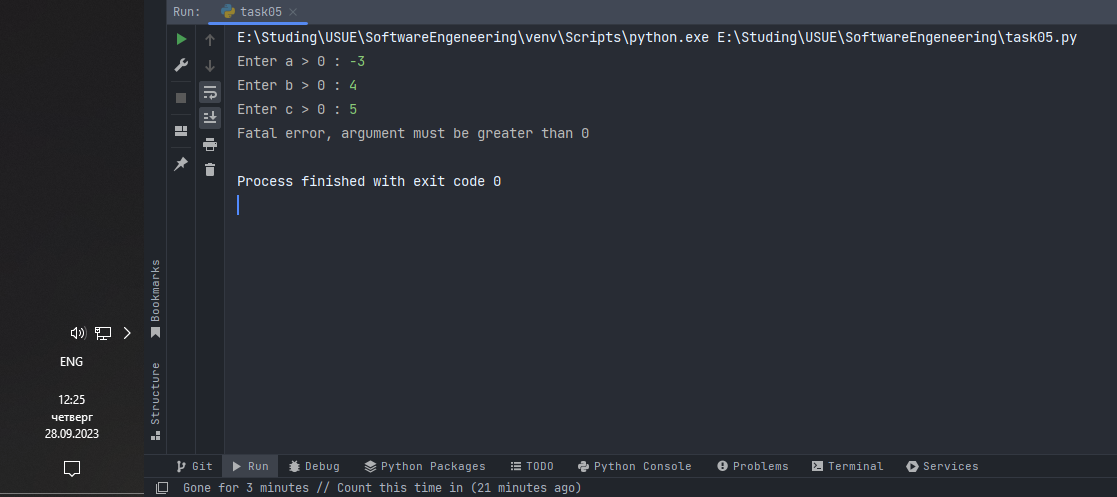 Run: task05
E:\Studing\USUE\SoftwareEngeneering\venv\Scripts\python.exe E:\Studing\USUE\SoftwareEngeneering\task05.py
Enter a > 0 : -3
Enter b > 0 : 4
Enter c > 0 : 5
Fatal error, argument must be greater than 0
Process finished with exit code 0
Bookmarks
Structure
ENG
12:25
четверг
28.09.2023
Git Run Debug Python Packages TODO Python Console Problems Terminal Services
Gone for 3 minutes // Count this time in (21 minutes ago)